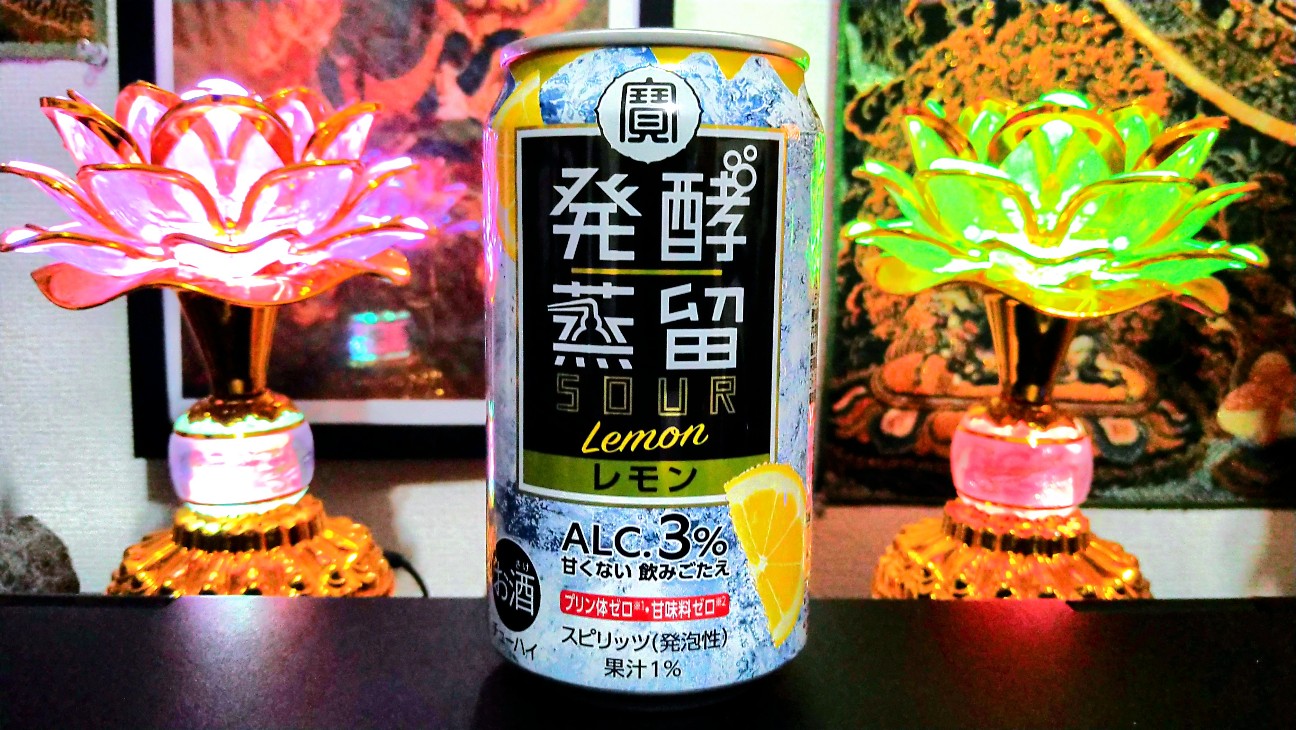 寶
発酵
蒸留
SOUR
Lemon
レモン
ALC.3%
甘くない 飲みごたえ
プリン体ゼロ※1・甘味料ゼロ※2
スピリッツ(発泡性)
果汁1%
さけ
お酒
チューハイ